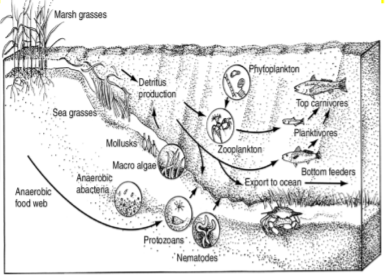 Marsh grasses
Phytoplankton
Detritus
production
Top carnivores
Sea grasses
Planktivores
Mollusks
Zooplankton
Macro algae
Bottom feeders
Anaerobic
abacteria
Export to ocean
Anaerobic
food web
Protozoans
Nematodes